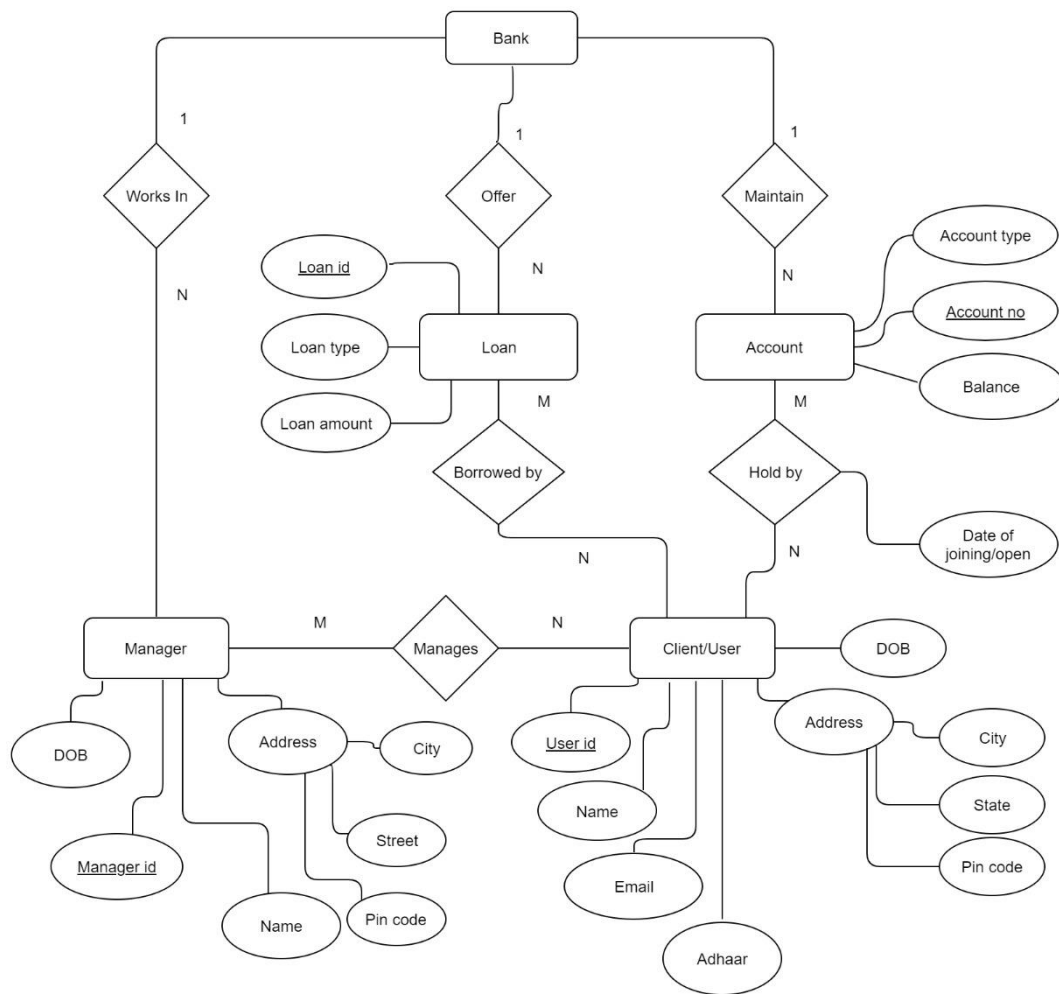 Bank
1
1
1
Works In
Offer
Maintain
Account type
Loan id
N
N
N
Account no
Loan type
Loan
Account
Balance
M
M
Loan amount
Borrowed by
Hold by
Date of
joining/open
N
N
M
N
Manager
Manages
Client/User
DOB
Address
City
User id
Address
City
DOB
Name
State
Street
Manager id
Pin code
Email
Name
Pin code
Adhaar